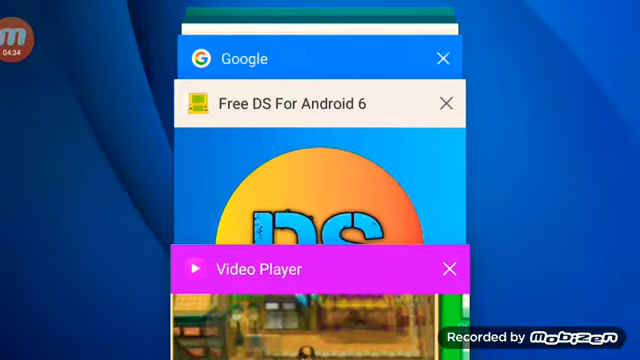 04:34
Google
Free DS For Android 6
DS
Video Player
Recorded by Mobizen